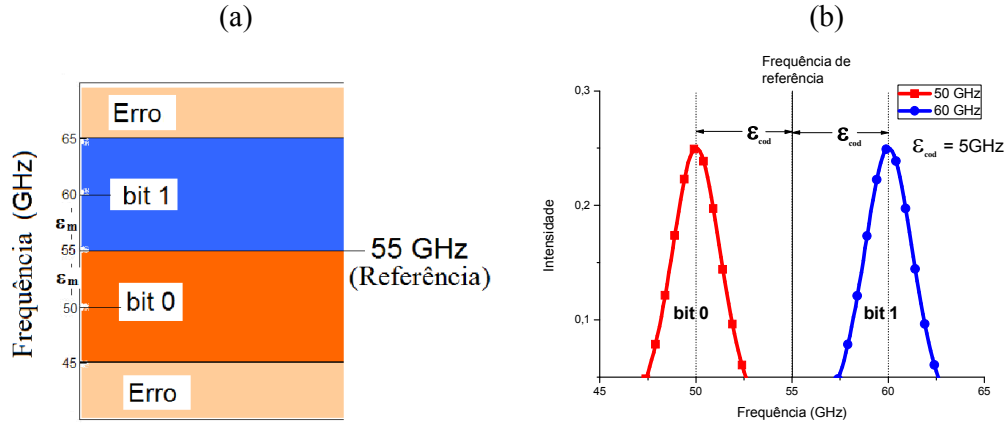 (a)
Frequência (GHz)
Erro
65
bit 1
60
εm
55
55 GHz
(Referência)
εm
bit 0
50
45
Erro
(b)
Frequência de
referência
0,3
50 GHz
60 GHz
εcod
εcod
εcod = 5GHz
0,2
Intensidade
0,1
bit 0
bit 1
45 50 55 60 65
Frequência (GHz)